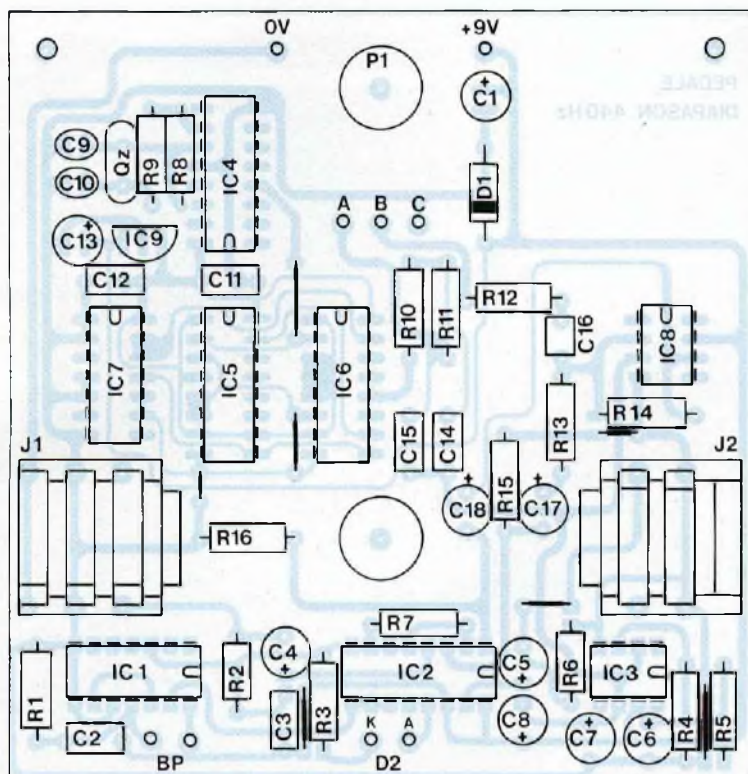 0V
+9V
P1
+
C1
PEDALE
DIAPASON 440Hz
C9
C10
Qz
R9
R8
IC4
D1
A
B
C
+
C13
IC9
C12
C11
R10
R11
R12
C16
IC8
IC7
IC5
IC6
R13
R14
C15
C14
J1
J2
+
C18
R15
+
C17
R16
R7
R1
IC1
R2
C4
+
C3
R3
IC2
C5
+
R6
IC3
C8
+
+
C7
+
C6
R4
R5
C2
BP
K
A
D2